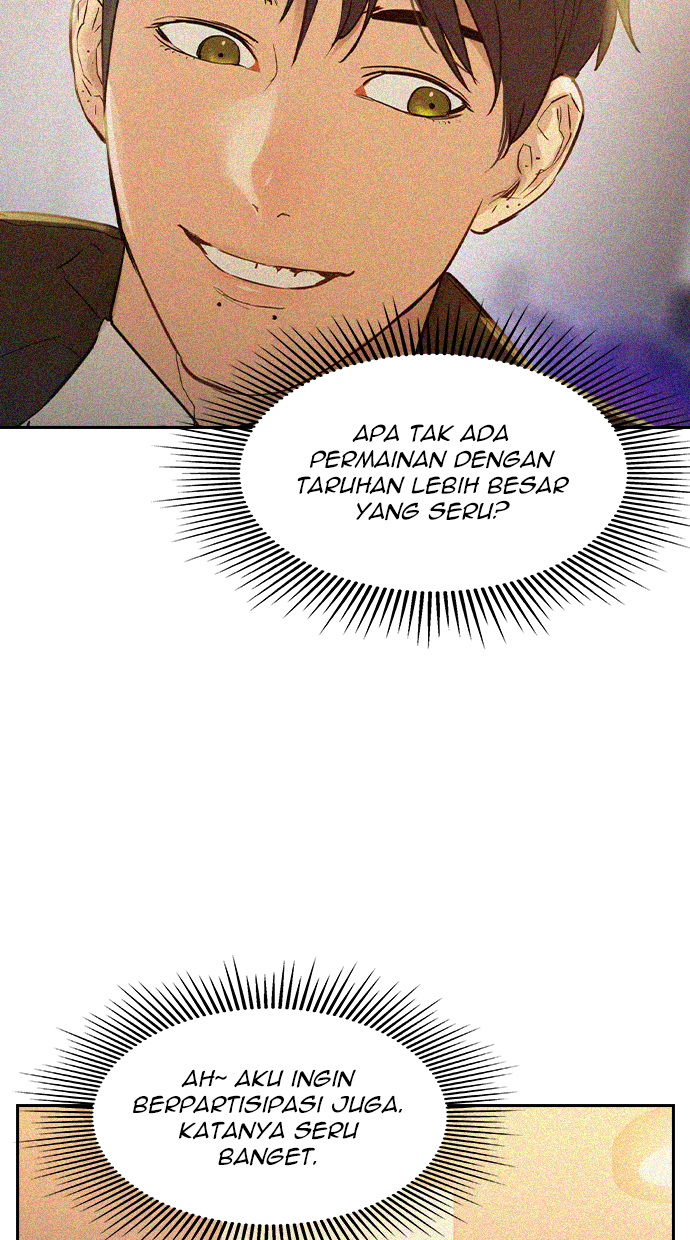 APA TAK ADA
PERMAINAN DENGAN
TARUHAN LEBIH BESAR
YANG SERU?
AH~ AKU INGIN
BERPARTISIPASI JUGA.
KATANYA SERU
BANGET.